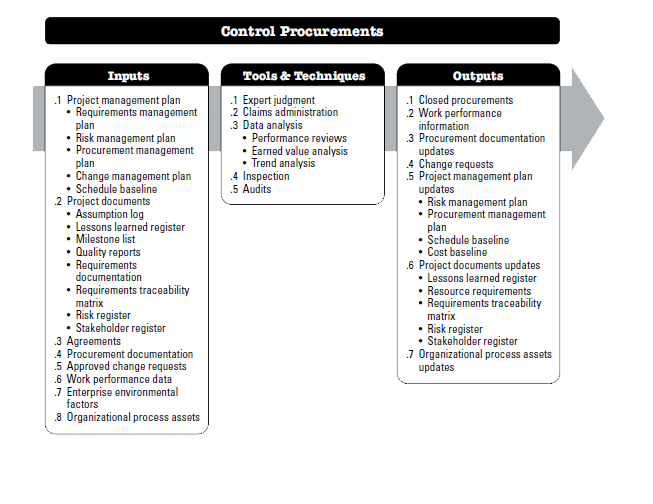 Control Procurements
Inputs
.1 Project management plan
• Requirements management
plan
• Risk management plan
• Procurement management
plan
• Change management plan
• Schedule baseline
.2 Project documents
• Assumption log
• Lessons learned register
• Milestone list
• Quality reports
• Requirements
documentation
• Requirements traceability
matrix
• Risk register
• Stakeholder register
.3 Agreements
.4 Procurement documentation
.5 Approved change requests
.6 Work performance data
.7 Enterprise environmental
factors
.8 Organizational process assets
Tools & Techniques
.1 Expert judgment
.2 Claims administration
.3 Data analysis
• Performance reviews
• Earned value analysis
• Trend analysis
.4 Inspection
.5 Audits
Outputs
.1 Closed procurements
.2 Work performance
information
.3 Procurement documentation
updates
.4 Change requests
.5 Project management plan
updates
• Risk management plan
• Procurement management
plan
• Schedule baseline
• Cost baseline
.6 Project documents updates
• Lessons learned register
• Resource requirements
• Requirements traceability
matrix
• Risk register
• Stakeholder register
.7 Organizational process assets
updates